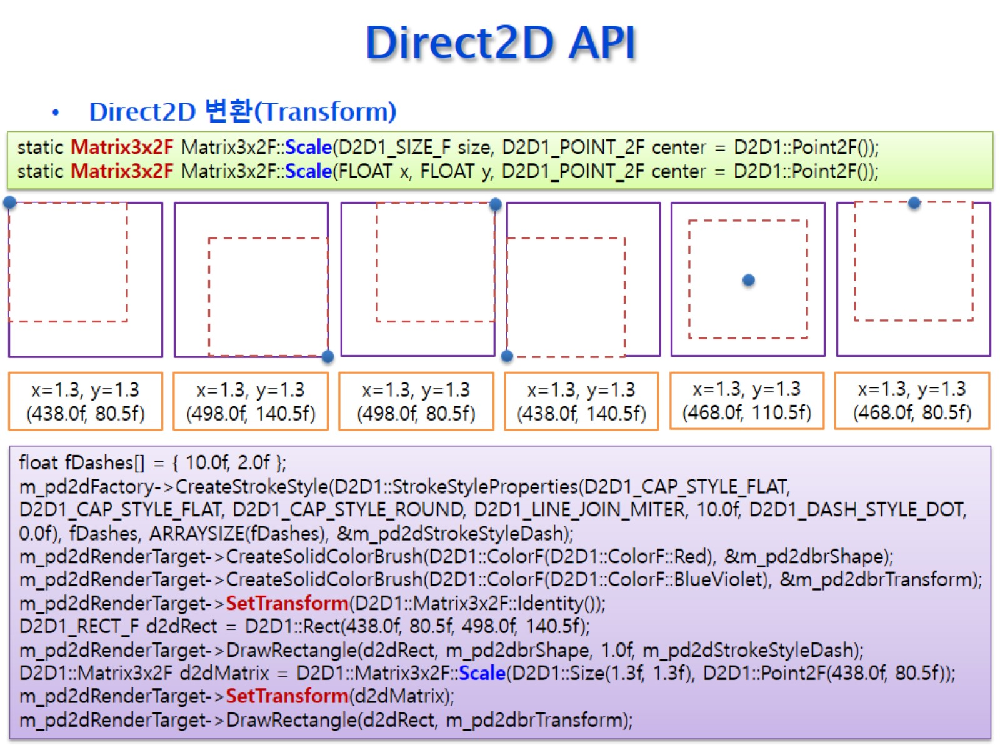 Direct2D API
• Direct2D 변환(Transform)
static Matrix3x2F Matrix3x2F::Scale(D2D1_SIZE_F size, D2D1_POINT_2F center = D2D1::Point2F());
static Matrix3x2F Matrix3x2F::Scale(FLOAT x, FLOAT y, D2D1_POINT_2F center = D2D1::Point2F());
x=1.3, y=1.3
(438.0f, 80.5f)
x=1.3, y=1.3
(498.0f, 140.5f)
x=1.3, y=1.3
(498.0f, 80.5f)
x=1.3, y=1.3
(438.0f, 140.5f)
x=1.3, y=1.3
(468.0f, 110.5f)
x=1.3, y=1.3
(468.0f, 80.5f)
float fDashes[] = { 10.0f, 2.0f };
m_pd2dFactory->CreateStrokeStyle(D2D1::StrokeStyleProperties(D2D1_CAP_STYLE_FLAT,
D2D1_CAP_STYLE_FLAT, D2D1_CAP_STYLE_ROUND, D2D1_LINE_JOIN_MITER, 10.0f, D2D1_DASH_STYLE_DOT,
0.0f), fDashes, ARRAYSIZE(fDashes), &m_pd2dStrokeStyleDash);
m_pd2dRenderTarget->CreateSolidColorBrush(D2D1::ColorF(D2D1::ColorF::Red), &m_pd2dbrShape);
m_pd2dRenderTarget->CreateSolidColorBrush(D2D1::ColorF(D2D1::ColorF::BlueViolet), &m_pd2dbrTransform);
m_pd2dRenderTarget->SetTransform(D2D1::Matrix3x2F::Identity());
D2D1_RECT_F d2dRect = D2D1::Rect(438.0f, 80.5f, 498.0f, 140.5f);
m_pd2dRenderTarget->DrawRectangle(d2dRect, m_pd2dbrShape, 1.0f, m_pd2dStrokeStyleDash);
D2D1::Matrix3x2F d2dMatrix = D2D1::Matrix3x2F::Scale(D2D1::Size(1.3f, 1.3f), D2D1::Point2F(438.0f, 80.5f));
m_pd2dRenderTarget->SetTransform(d2dMatrix);
m_pd2dRenderTarget->DrawRectangle(d2dRect, m_pd2dbrTransform);